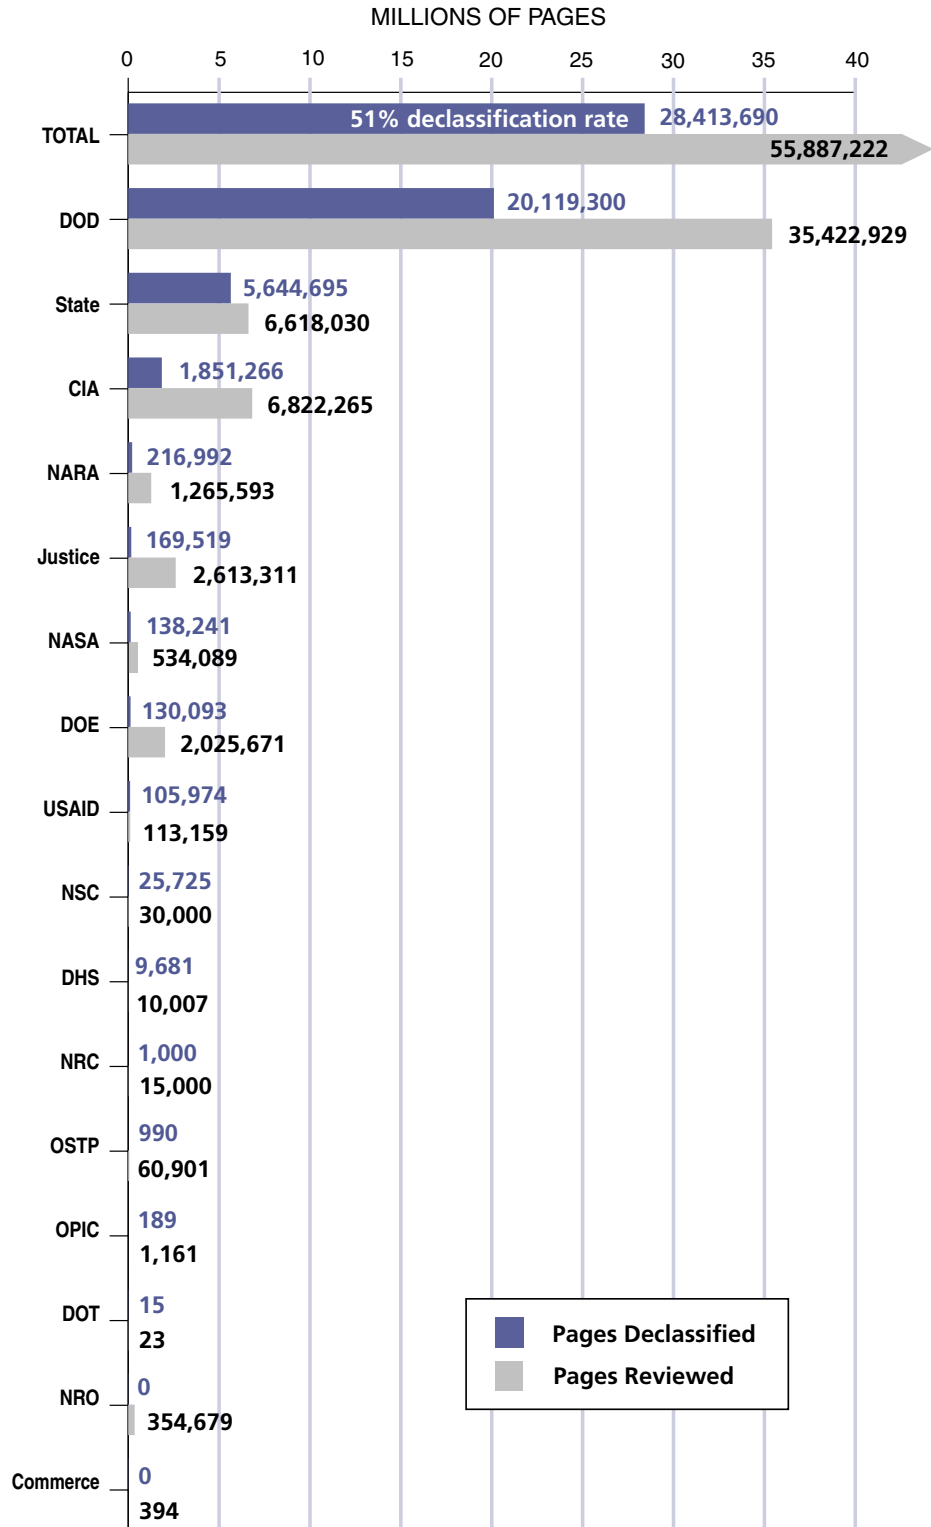 MILLIONS OF PAGES
0 5 10 15 20 25 30 35 40
TOTAL
51% declassification rate 28,413,690
55,887,222
DOD
20,119,300
35,422,929
State
5,644,695
6,618,030
CIA
1,851,266
6,822,265
NARA
216,992
1,265,593
Justice
169,519
2,613,311
NASA
138,241
534,089
DOE
130,093
2,025,671
USAID
105,974
113,159
NSC
25,725
30,000
DHS
9,681
10,007
NRC
1,000
15,000
OSTP
990
60,901
OPIC
189
1,161
DOT
15
23
Pages Declassified
Pages Reviewed
NRO
0
354,679
Commerce
0
394